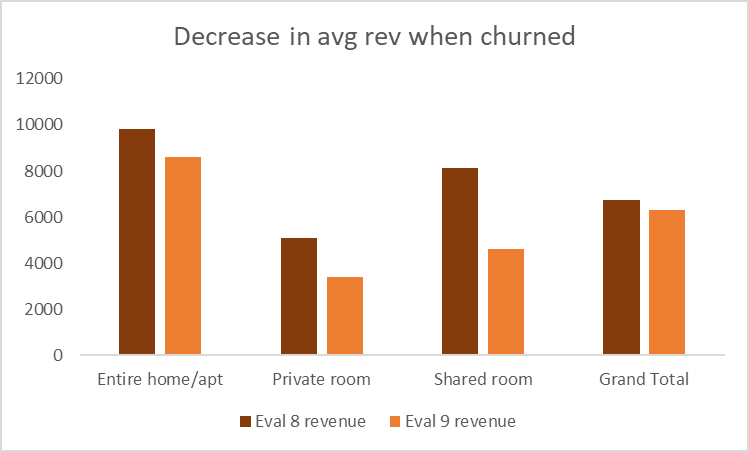 Decrease in avg rev when churned
12000
10000
8000
6000
4000
2000
0
Entire home/apt Private room Shared room Grand Total
Eval 8 revenue Eval 9 revenue